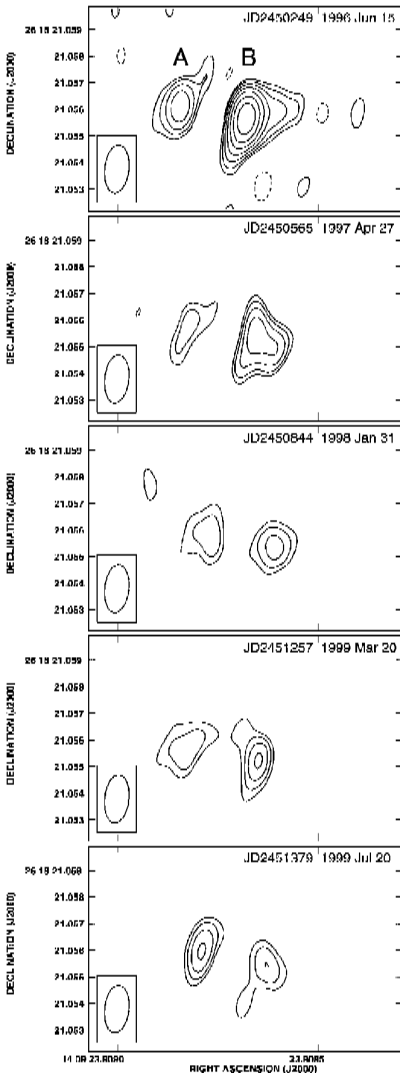 JD2450249 1996 Jun 15
26 18 21.059
A B
21.058
21.057
21.056
21.055
21.054
21.053
DECLINATION (J2000)
JD2450565 1997 Apr 27
26 18 21.059
21.058
21.057
21.056
21.055
21.054
21.053
DECLINATION (J2000)
JD2450844 1998 Jan 31
26 18 21.059
21.058
21.057
21.056
21.055
21.054
21.053
DECLINATION (J2000)
JD2451257 1999 Mar 20
26 18 21.059
21.058
21.057
21.056
21.055
21.054
21.053
DECLINATION (J2000)
JD2451379 1999 Jul 20
26 18 21.059
21.058
21.057
21.056
21.055
21.054
21.053
DECLINATION (J2000)
14 09 23.9090 23.9085
RIGHT ASCENSION (J2000)